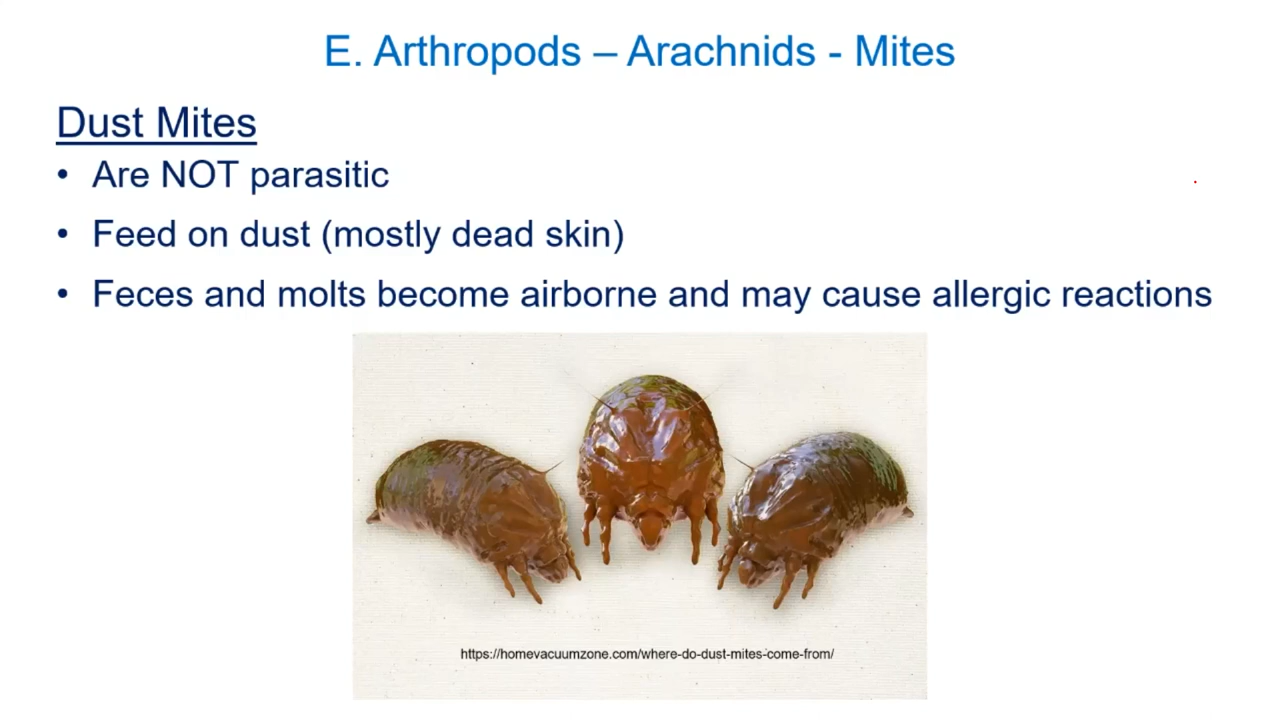 E. Arthropods – Arachnids - Mites
Dust Mites
• Are NOT parasitic
• Feed on dust (mostly dead skin)
• Feces and molts become airborne and may cause allergic reactions
https://homevacuumzone.com/where-do-dust-mites-come-from/